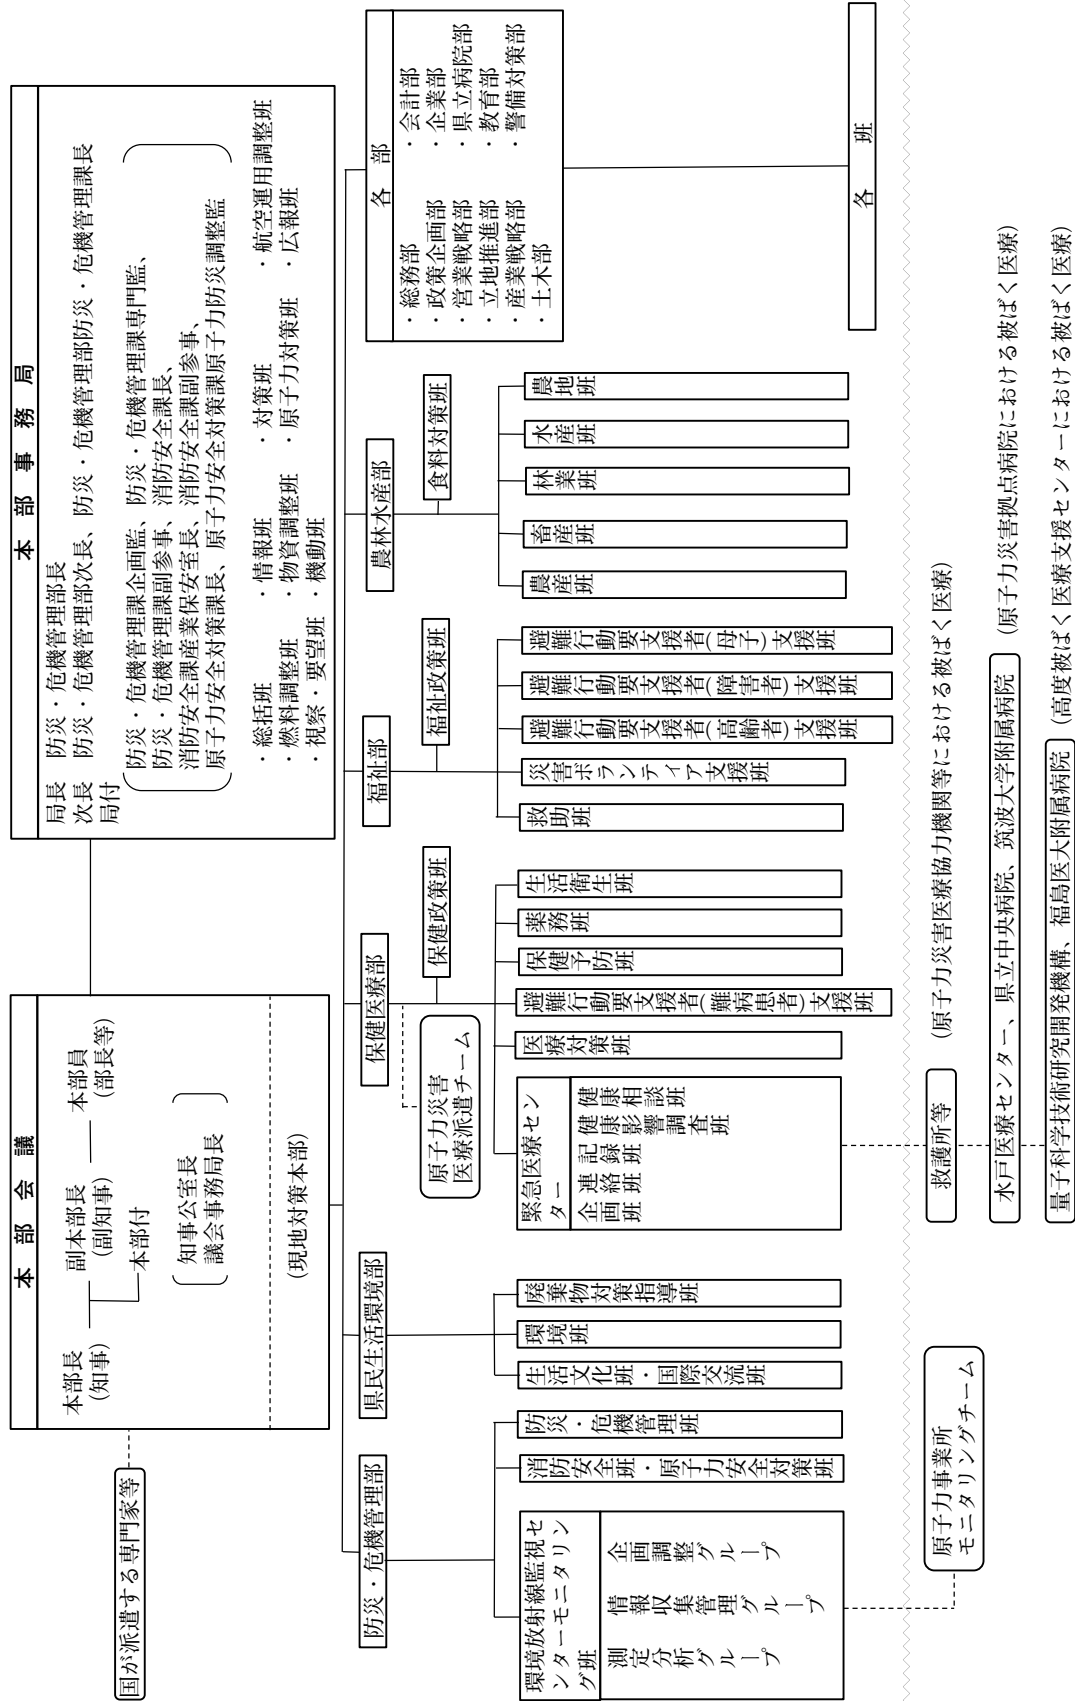 国が派遣する専門家等
本部会議
本部長
(知事)
副本部長
(副知事)
本部員
(部長等)
本部付
知事公室長
議会事務局長
(現地対策本部)
本部事務局
局長 防災・危機管理部長
次長 防災・危機管理部次長、防災・危機管理部防災・危機管理課長
局付
防災・危機管理課企画監、防災・危機管理課専門監、
防災・危機管理課副参事、消防安全課長、
消防安全課産業保安室長、消防安全課副参事、
原子力安全対策課長、原子力安全対策課原子力防災調整監
・総括班 ・情報班 ・対策班 ・航空運用調整班
・燃料調整班 ・物資調整班 ・原子力対策班 ・広報班
・視察・要望班 ・機動班
防災・危機管理部
環境放射線監視セ
ンターモニタリン
グ班
測定分析グループ
情報収集管理グループ
企画調整グループ
消防安全班・原子力安全対策班
防災・危機管理班
県民生活環境部
生活文化班・国際交流班
環境班
廃棄物対策指導班
保健医療部
保健政策班
原子力災害
医療派遣チーム
緊急医療セン
ター
企画班
連絡班
記録班
健康影響調査班
健康相談班
医療対策班
避難行動要支援者(難病患者)支援班
保健予防班
薬務班
生活衛生班
福祉部
福祉政策班
救助班
災害ボランティア支援班
避難行動要支援者(高齢者)支援班
避難行動要支援者(障害者)支援班
避難行動要支援者(母子)支援班
農林水産部
食料対策班
農産班
畜産班
林業班
水産班
農地班
各部
・総務部 ・会計部
・政策企画部 ・企業部
・営業戦略部 ・県立病院部
・立地推進部 ・教育部
・産業戦略部 ・警備対策部
・土木部
各班
原子力事業所
モニタリングチーム
救護所等 (原子力災害医療協力機関等における被ばく医療)
水戸医療センター、県立中央病院、筑波大学附属病院 (原子力災害拠点病院における被ばく医療)
量子科学技術研究開発機構、福島医大附属病院 (高度被ばく医療支援センターにおける被ばく医療)